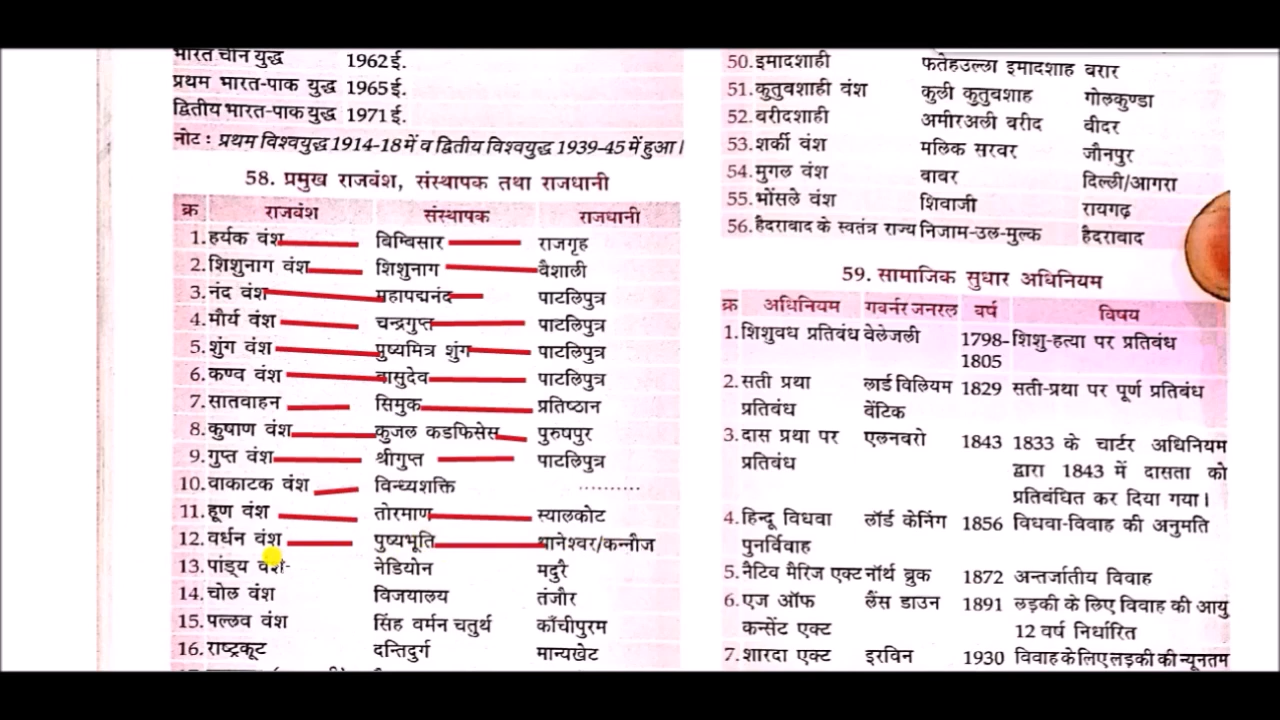 भारत चीन युद्ध 1962ई.
प्रथम भारत-पाक युद्ध 1965ई.
द्वितीय भारत-पाक युद्ध 1971ई.
नोट : प्रथम विश्वयुद्ध 1914-18 में व द्वितीय विश्वयुद्ध 1939-45 में हुआ।
58. प्रमुख राजवंश, संस्थापक तथा राजधानी
क्र राजवंश संस्थापक राजधानी
1. हर्यक वंश बिम्बिसार राजगृह
2. शिशुनाग वंश शिशुनाग वैशाली
3. नंद वंश महापद्मनंद पाटलिपुत्र
4. मौर्य वंश चन्द्रगुप्त पाटलिपुत्र
5. शुंग वंश पुष्यमित्र शुंग पाटलिपुत्र
6. कण्व वंश वासुदेव पाटलिपुत्र
7. सातवाहन सिमुक प्रतिष्ठान
8. कुषाण वंश कुजल कडफिसेस पुरुषपुर
9. गुप्त वंश श्रीगुप्त पाटलिपुत्र
10. वाकाटक वंश विन्ध्यशक्ति ..........
11. हूण वंश तोरमाण स्यालकोट
12. वर्धन वंश पुष्यभूति थानेश्वर/कन्नौज
13. पांड्य वंश नेडियोन मदुरै
14. चोल वंश विजयालय तंजौर
15. पल्लव वंश सिंह वर्मन चतुर्थ काँचीपुरम
16. राष्ट्रकूट दन्तिदुर्ग मान्यखेट
50. इमादशाही फतेहउल्ला इमादशाह बरार
51. कुतुबशाही वंश कुली कुतुबशाह गोलकुण्डा
52. बरीदशाही अमीरअली बरीद बीदर
53. शर्की वंश मलिक सरवर जौनपुर
54. मुगल वंश बाबर दिल्ली/आगरा
55. भोंसले वंश शिवाजी रायगढ़
56. हैदराबाद के स्वतंत्र राज्य निजाम-उल-मुल्क हैदराबाद
59. सामाजिक सुधार अधिनियम
क्र अधिनियम गवर्नर जनरल वर्ष विषय
1. शिशुवध प्रतिबंध वेलेजली 1798- शिशु-हत्या पर प्रतिबंध
1805
2. सती प्रथा लार्ड विलियम 1829 सती-प्रथा पर पूर्ण प्रतिबंध
प्रतिबंध वेंटिक
3. दास प्रथा पर एलनबरो 1843 1833 के चार्टर अधिनियम
प्रतिबंध द्वारा 1843 में दासता को
प्रतिबंधित कर दिया गया।
4. हिन्दू विधवा लॉर्ड केनिंग 1856 विधवा-विवाह की अनुमति
पुनर्विवाह
5. नैटिव मैरिज एक्ट नॉर्थ ब्रुक 1872 अन्तर्जातीय विवाह
6. एज ऑफ लैंस डाउन 1891 लड़की के लिए विवाह की आयु
कन्सेंट एक्ट 12 वर्ष निर्धारित
7. शारदा एक्ट इरविन 1930 विवाह के लिए लड़की की न्यूनतम